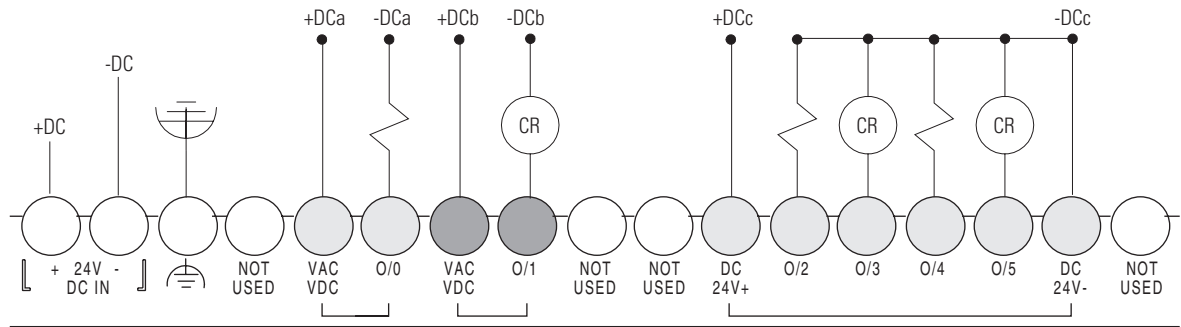 +DCa -DCa +DCb -DCb +DCc -DCc
-DC
+DC
CR CR CR
+ 24V - NOT VAC O/0 VAC O/1 NOT NOT DC O/2 O/3 O/4 O/5 DC NOT
DC IN USED VDC VDC USED USED 24V+ 24V- USED